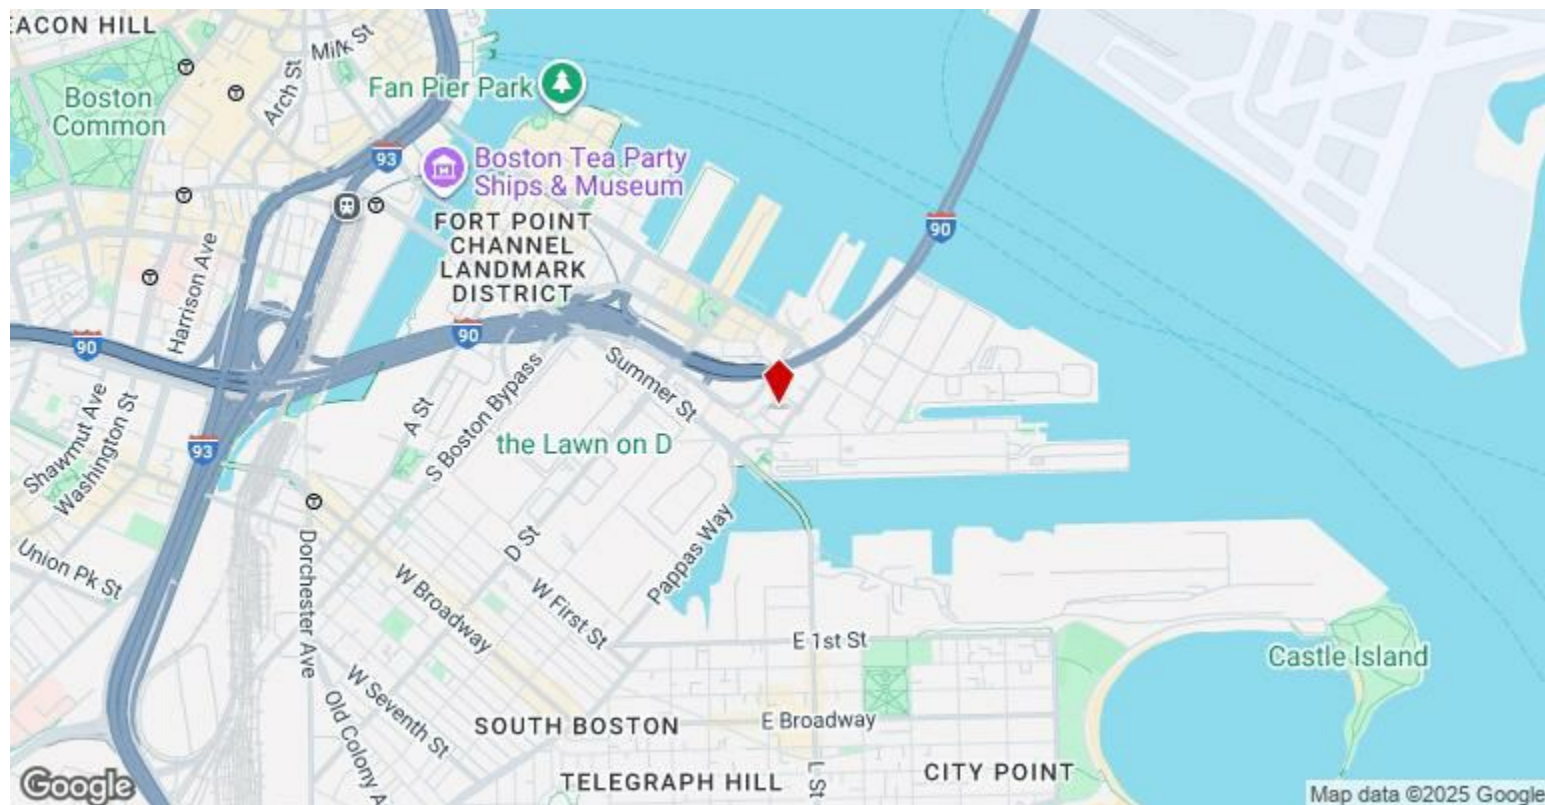 EACON HILL
Milk St
Arch St
Boston
Common
Fan Pier Park
93
Boston Tea Party
Ships & Museum
FORT POINT
CHANNEL
LANDMARK
DISTRICT
90
Harrison Ave
90
90
Summer St
S Boston Bypass
A St
the Lawn on D
Shawmut Ave
Washington St
93
D St
Pappas Way
Union Pk St
Dorchester Ave
W Broadway
W First St
E 1st St
Castle Island
W Seventh St
Old Colony A
SOUTH BOSTON
E Broadway
L St
TELEGRAPH HILL
CITY POINT
Google
Map data ©2025 Google